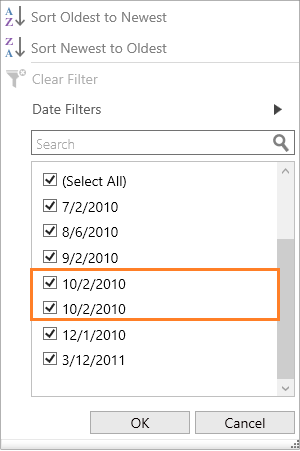 Sort Oldest to Newest
Sort Newest to Oldest
Clear Filter
Date Filters
Search
(Select All)
7/2/2010
8/6/2010
9/2/2010
10/2/2010
10/2/2010
12/1/2010
3/12/2011
OK Cancel